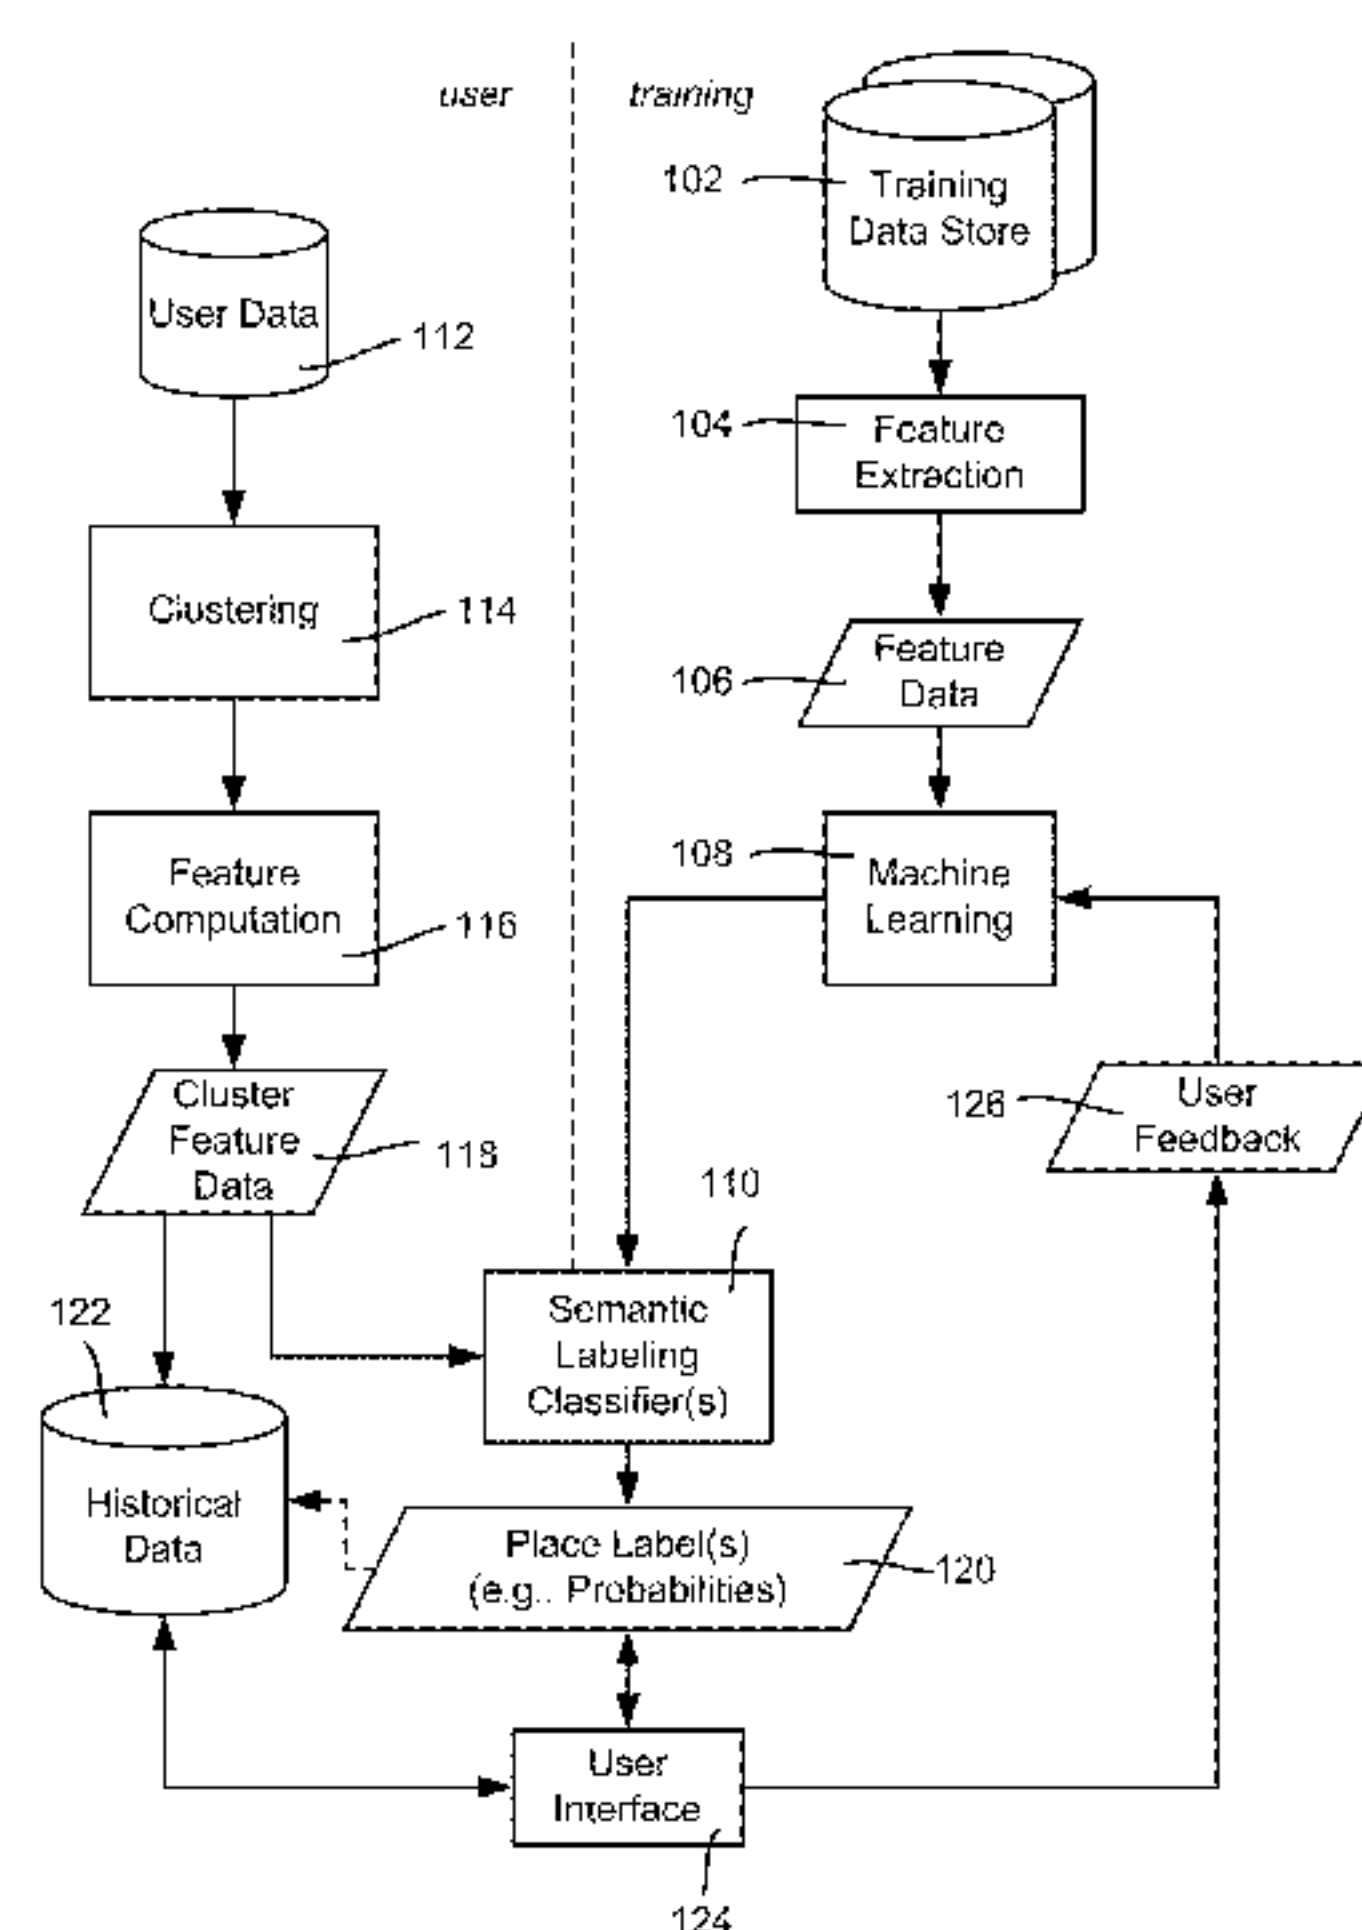 user
training
102
Training
Data Store
User Data
112
104
Feature
Extraction
Clustering
114
Feature
Data
106
108
Machine
Learning
Feature
Computation
116
Cluster
Feature
Data
118
126
User
Feedback
110
Semantic
Labeling
Classifier(s)
122
Historical
Data
Place Label(s)
(e.g., Probabilities)
120
User
Interface
124